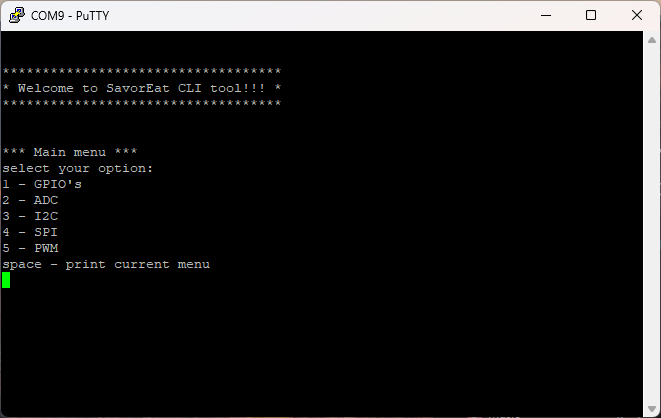 COM9 - PuTTY
***********************************
* Welcome to SavorEat CLI tool!!! *
***********************************
*** Main menu ***
select your option:
1 - GPIO's
2 - ADC
3 - I2C
4 - SPI
5 - PWM
space - print current menu